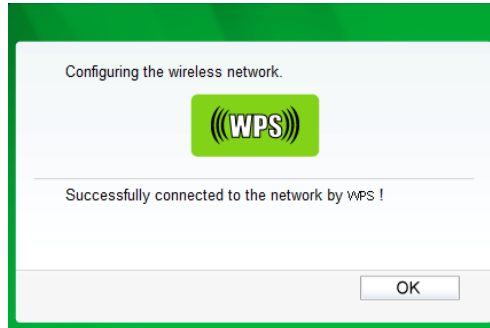 Configuring the wireless network.
(((WPS)))
Successfully connected to the network by WPS !
OK